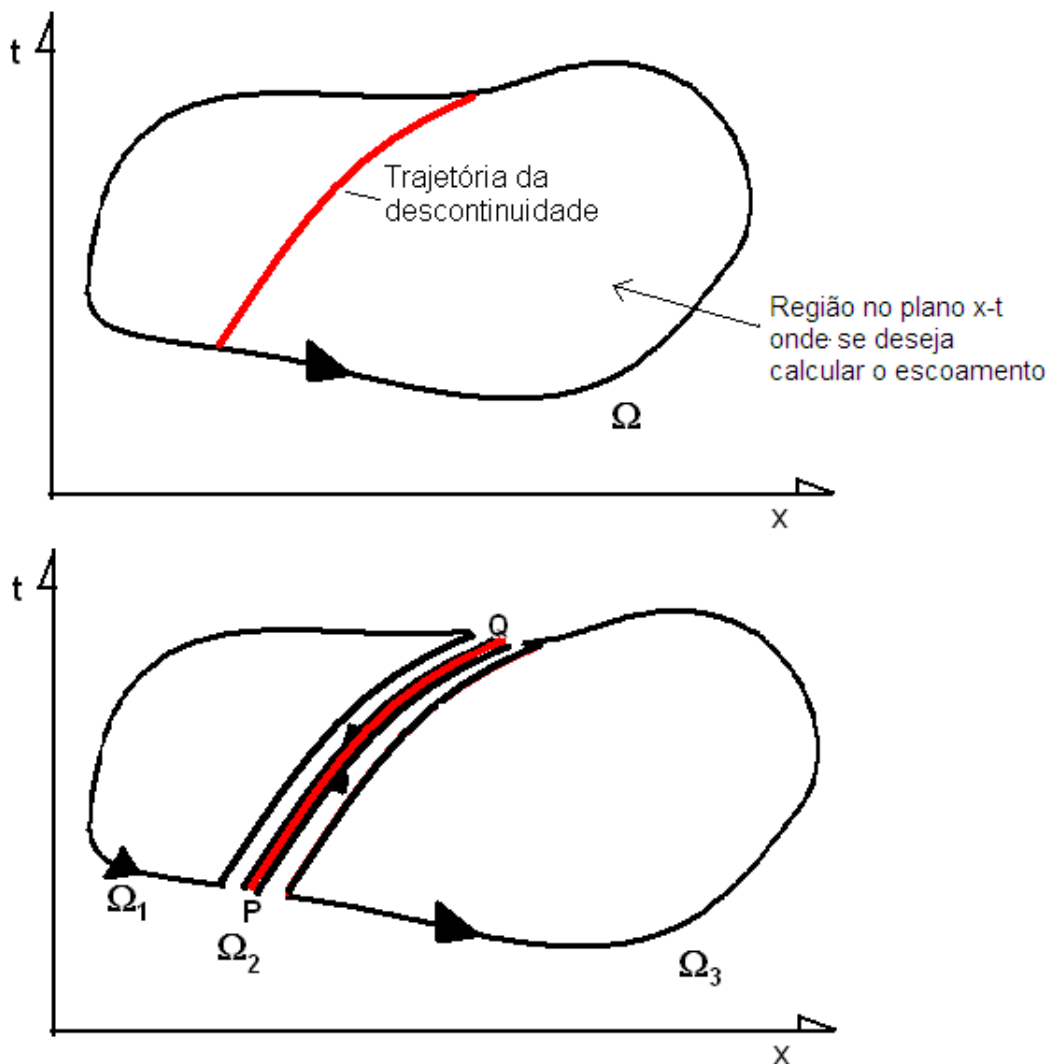 t
Trajetória da
descontinuidade
Região no plano x-t
onde se deseja
calcular o escoamento
Ω
x
t
Q
Ω1
P
Ω2
Ω3
x